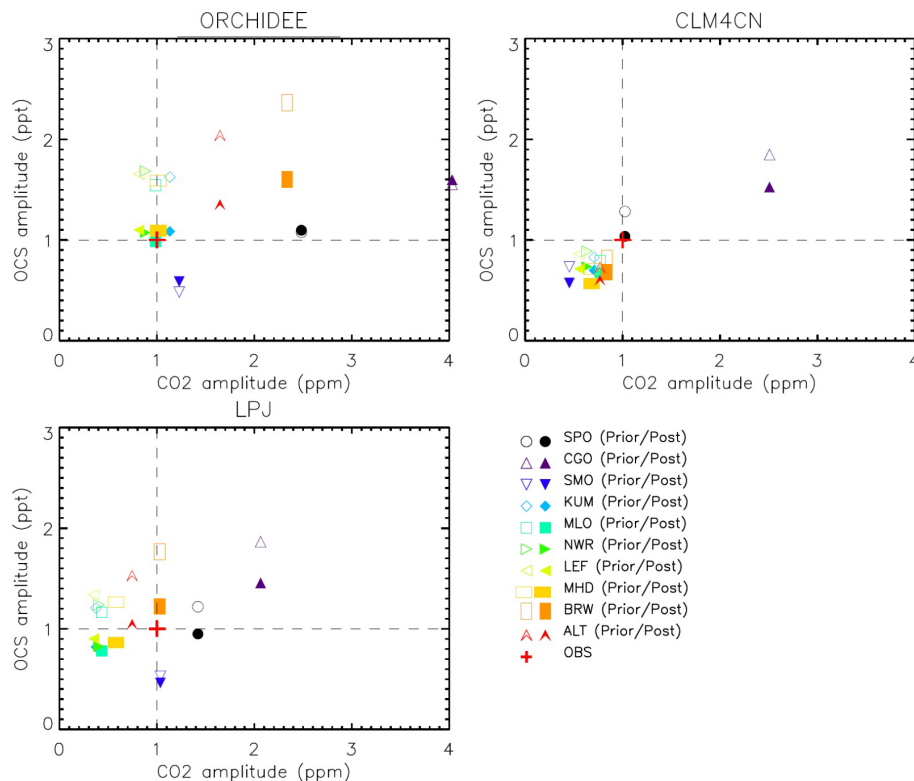 ORCHIDEE
3
2
1
0
OCS amplitude (ppt)
0 1 2 3 4
CO2 amplitude (ppm)
CLM4CN
3
2
1
0
OCS amplitude (ppt)
0 1 2 3 4
CO2 amplitude (ppm)
LPJ
3
2
1
0
OCS amplitude (ppt)
0 1 2 3 4
CO2 amplitude (ppm)
SPO (Prior/Post)
CGO (Prior/Post)
SMO (Prior/Post)
KUM (Prior/Post)
MLO (Prior/Post)
NWR (Prior/Post)
LEF (Prior/Post)
MHD (Prior/Post)
BRW (Prior/Post)
ALT (Prior/Post)
OBS